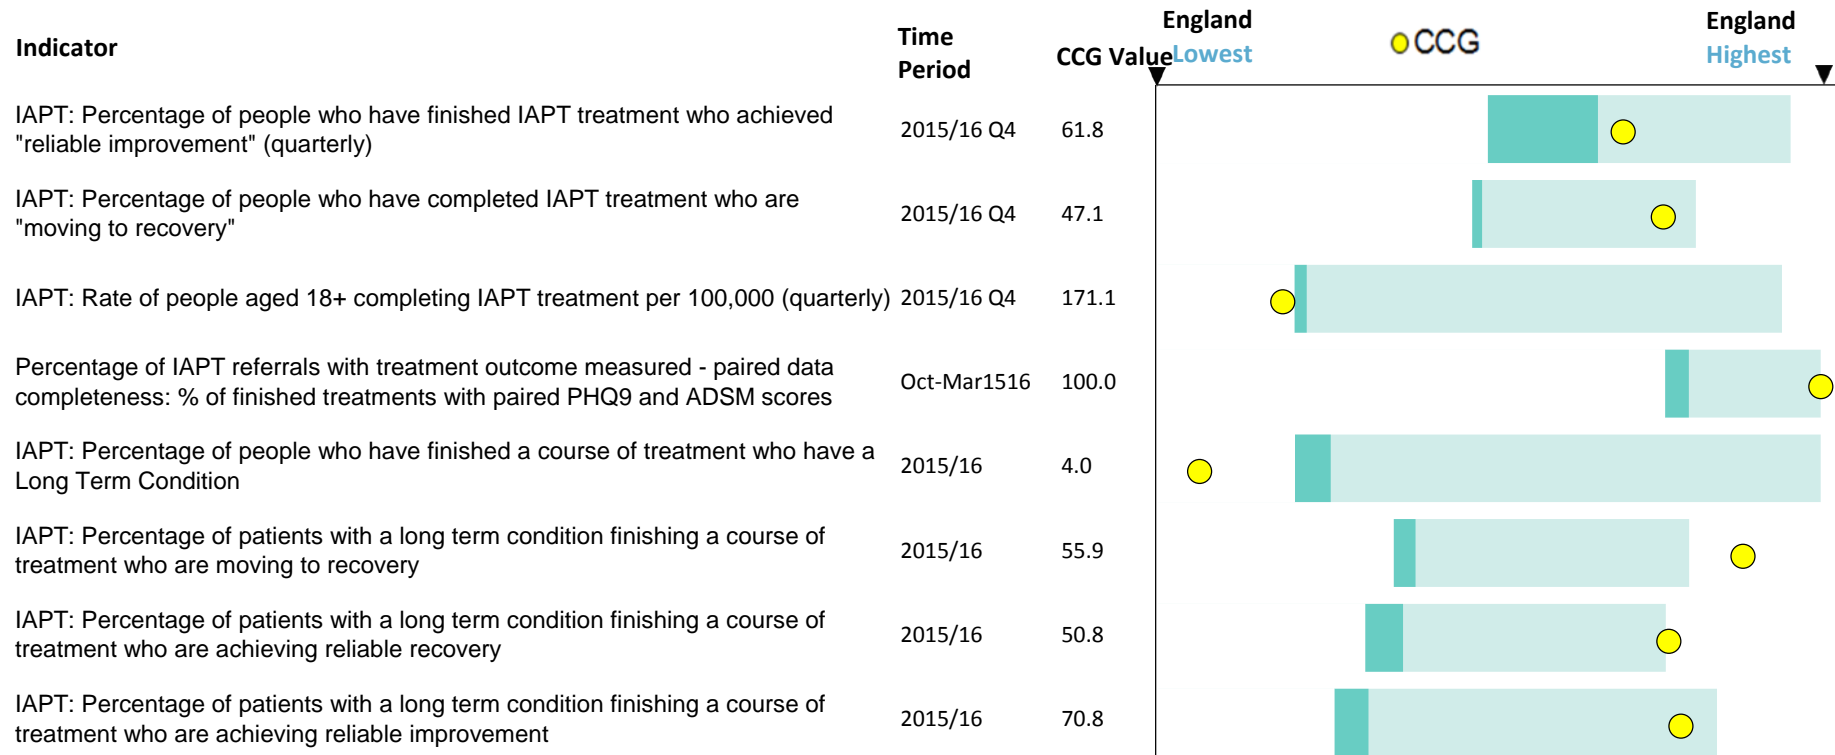 Indicator
Time
Period
CCG Value
England
Lowest
CCG
England
Highest
IAPT: Percentage of people who have finished IAPT treatment who achieved
"reliable improvement" (quarterly)
2015/16 Q4
61.8
IAPT: Percentage of people who have completed IAPT treatment who are
"moving to recovery"
2015/16 Q4
47.1
IAPT: Rate of people aged 18+ completing IAPT treatment per 100,000 (quarterly)
2015/16 Q4
171.1
Percentage of IAPT referrals with treatment outcome measured - paired data
completeness: % of finished treatments with paired PHQ9 and ADSM scores
Oct-Mar1516
100.0
IAPT: Percentage of people who have finished a course of treatment who have a
Long Term Condition
2015/16
4.0
IAPT: Percentage of patients with a long term condition finishing a course of
treatment who are moving to recovery
2015/16
55.9
IAPT: Percentage of patients with a long term condition finishing a course of
treatment who are achieving reliable recovery
2015/16
50.8
IAPT: Percentage of patients with a long term condition finishing a course of
treatment who are achieving reliable improvement
2015/16
70.8